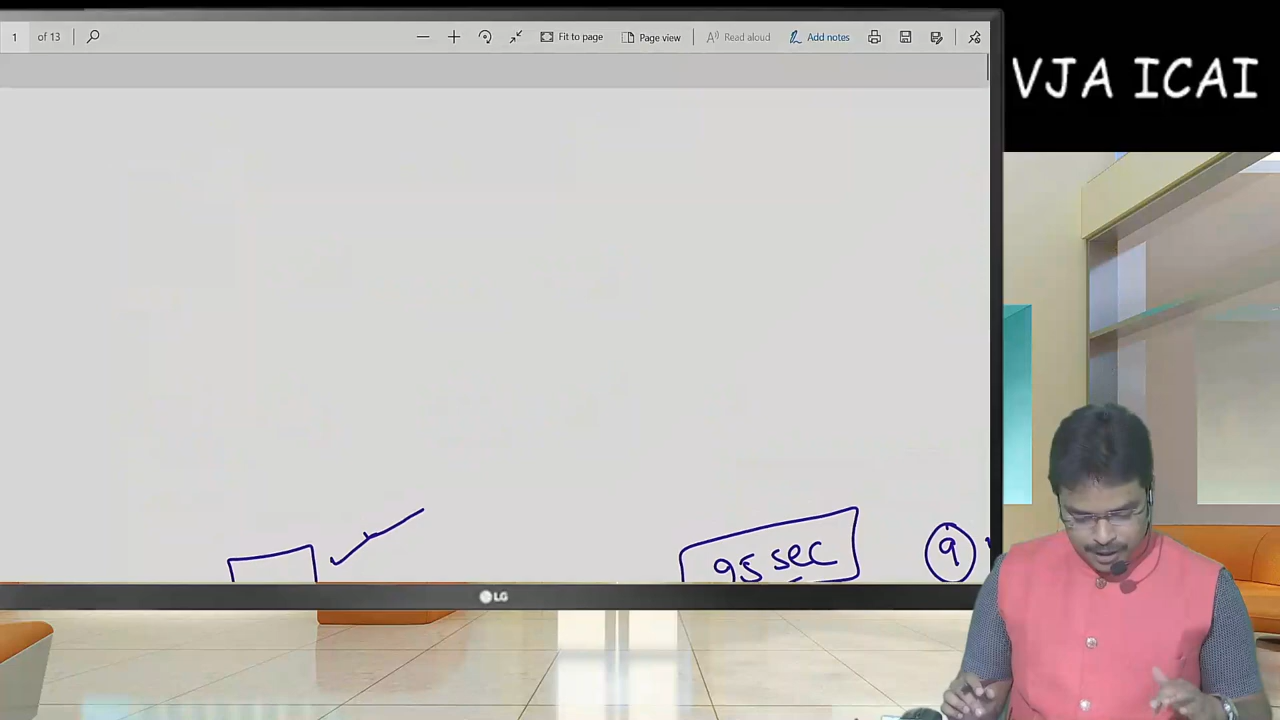 1 of 13 Fit to page Page view Read aloud Add notes
VJA ICAI
95 sec
9
LG